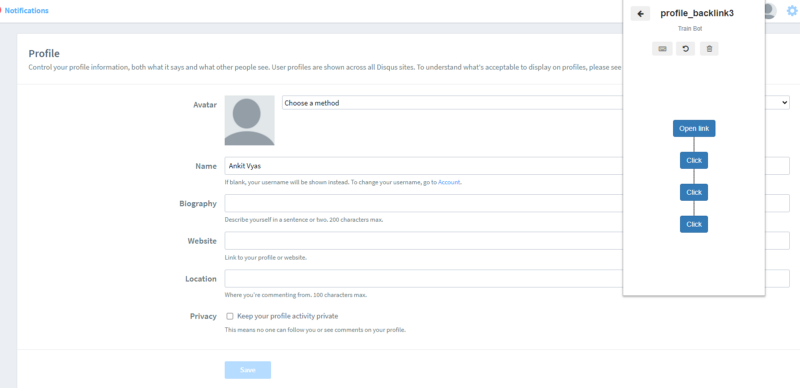 Notifications
profile_backlink3
Train Bot
Profile
Control your profile information, both what it says and what other people see. User profiles are shown across all Disqus sites. To understand what's acceptable to display on profiles, please see
Avatar
Choose a method
Open link
Click
Click
Click
Name
Ankit Vyas
If blank, your username will be shown instead. To change your username, go to Account.
Biography
Describe yourself in a sentence or two. 200 characters max.
Website
Link to your profile or website.
Location
Where you're commenting from. 100 characters max.
Privacy
Keep your profile activity private
This means no one can follow you or see comments on your profile.
Save